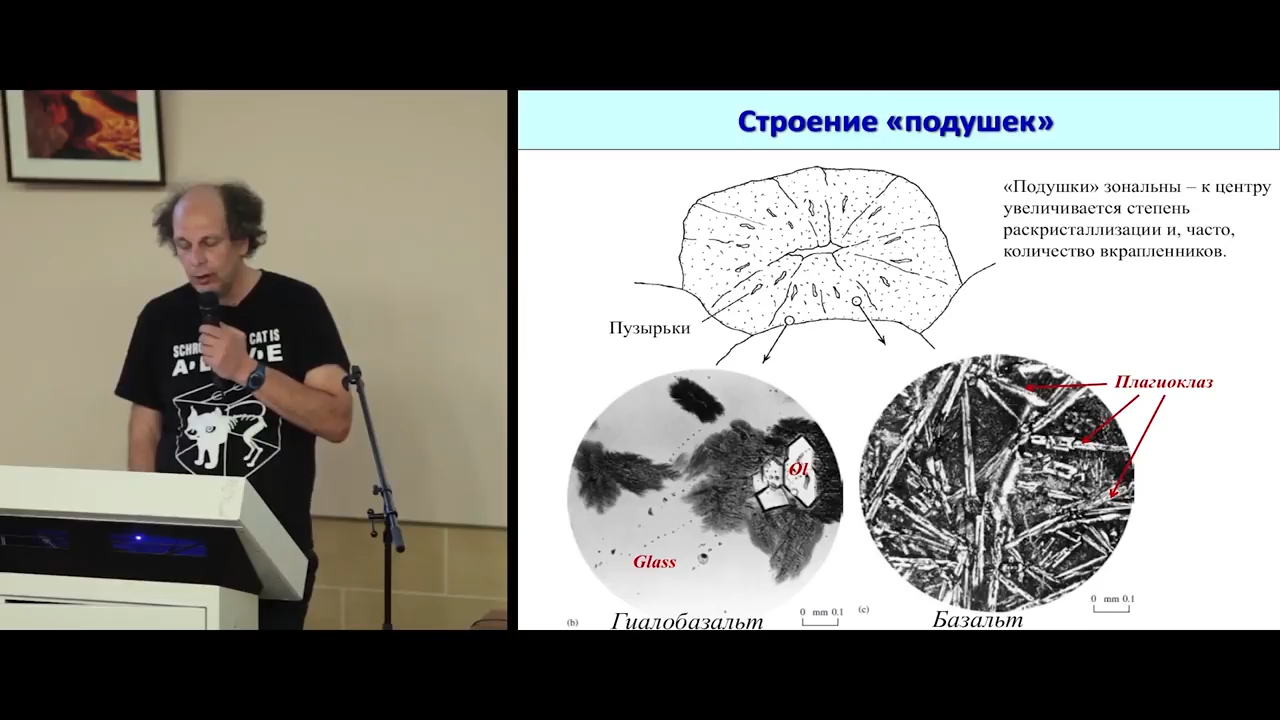 Строение «подушек»
«Подушки» зональны – к центру
увеличивается степень
раскристаллизации и, часто,
количество вкрапленников.
Пузырьки
Плагиоклаз
Ol
Glass
0 mm 0.1
0 mm 0.1
(b)
Гиалобазальт
(c)
Базальт
CAT IS